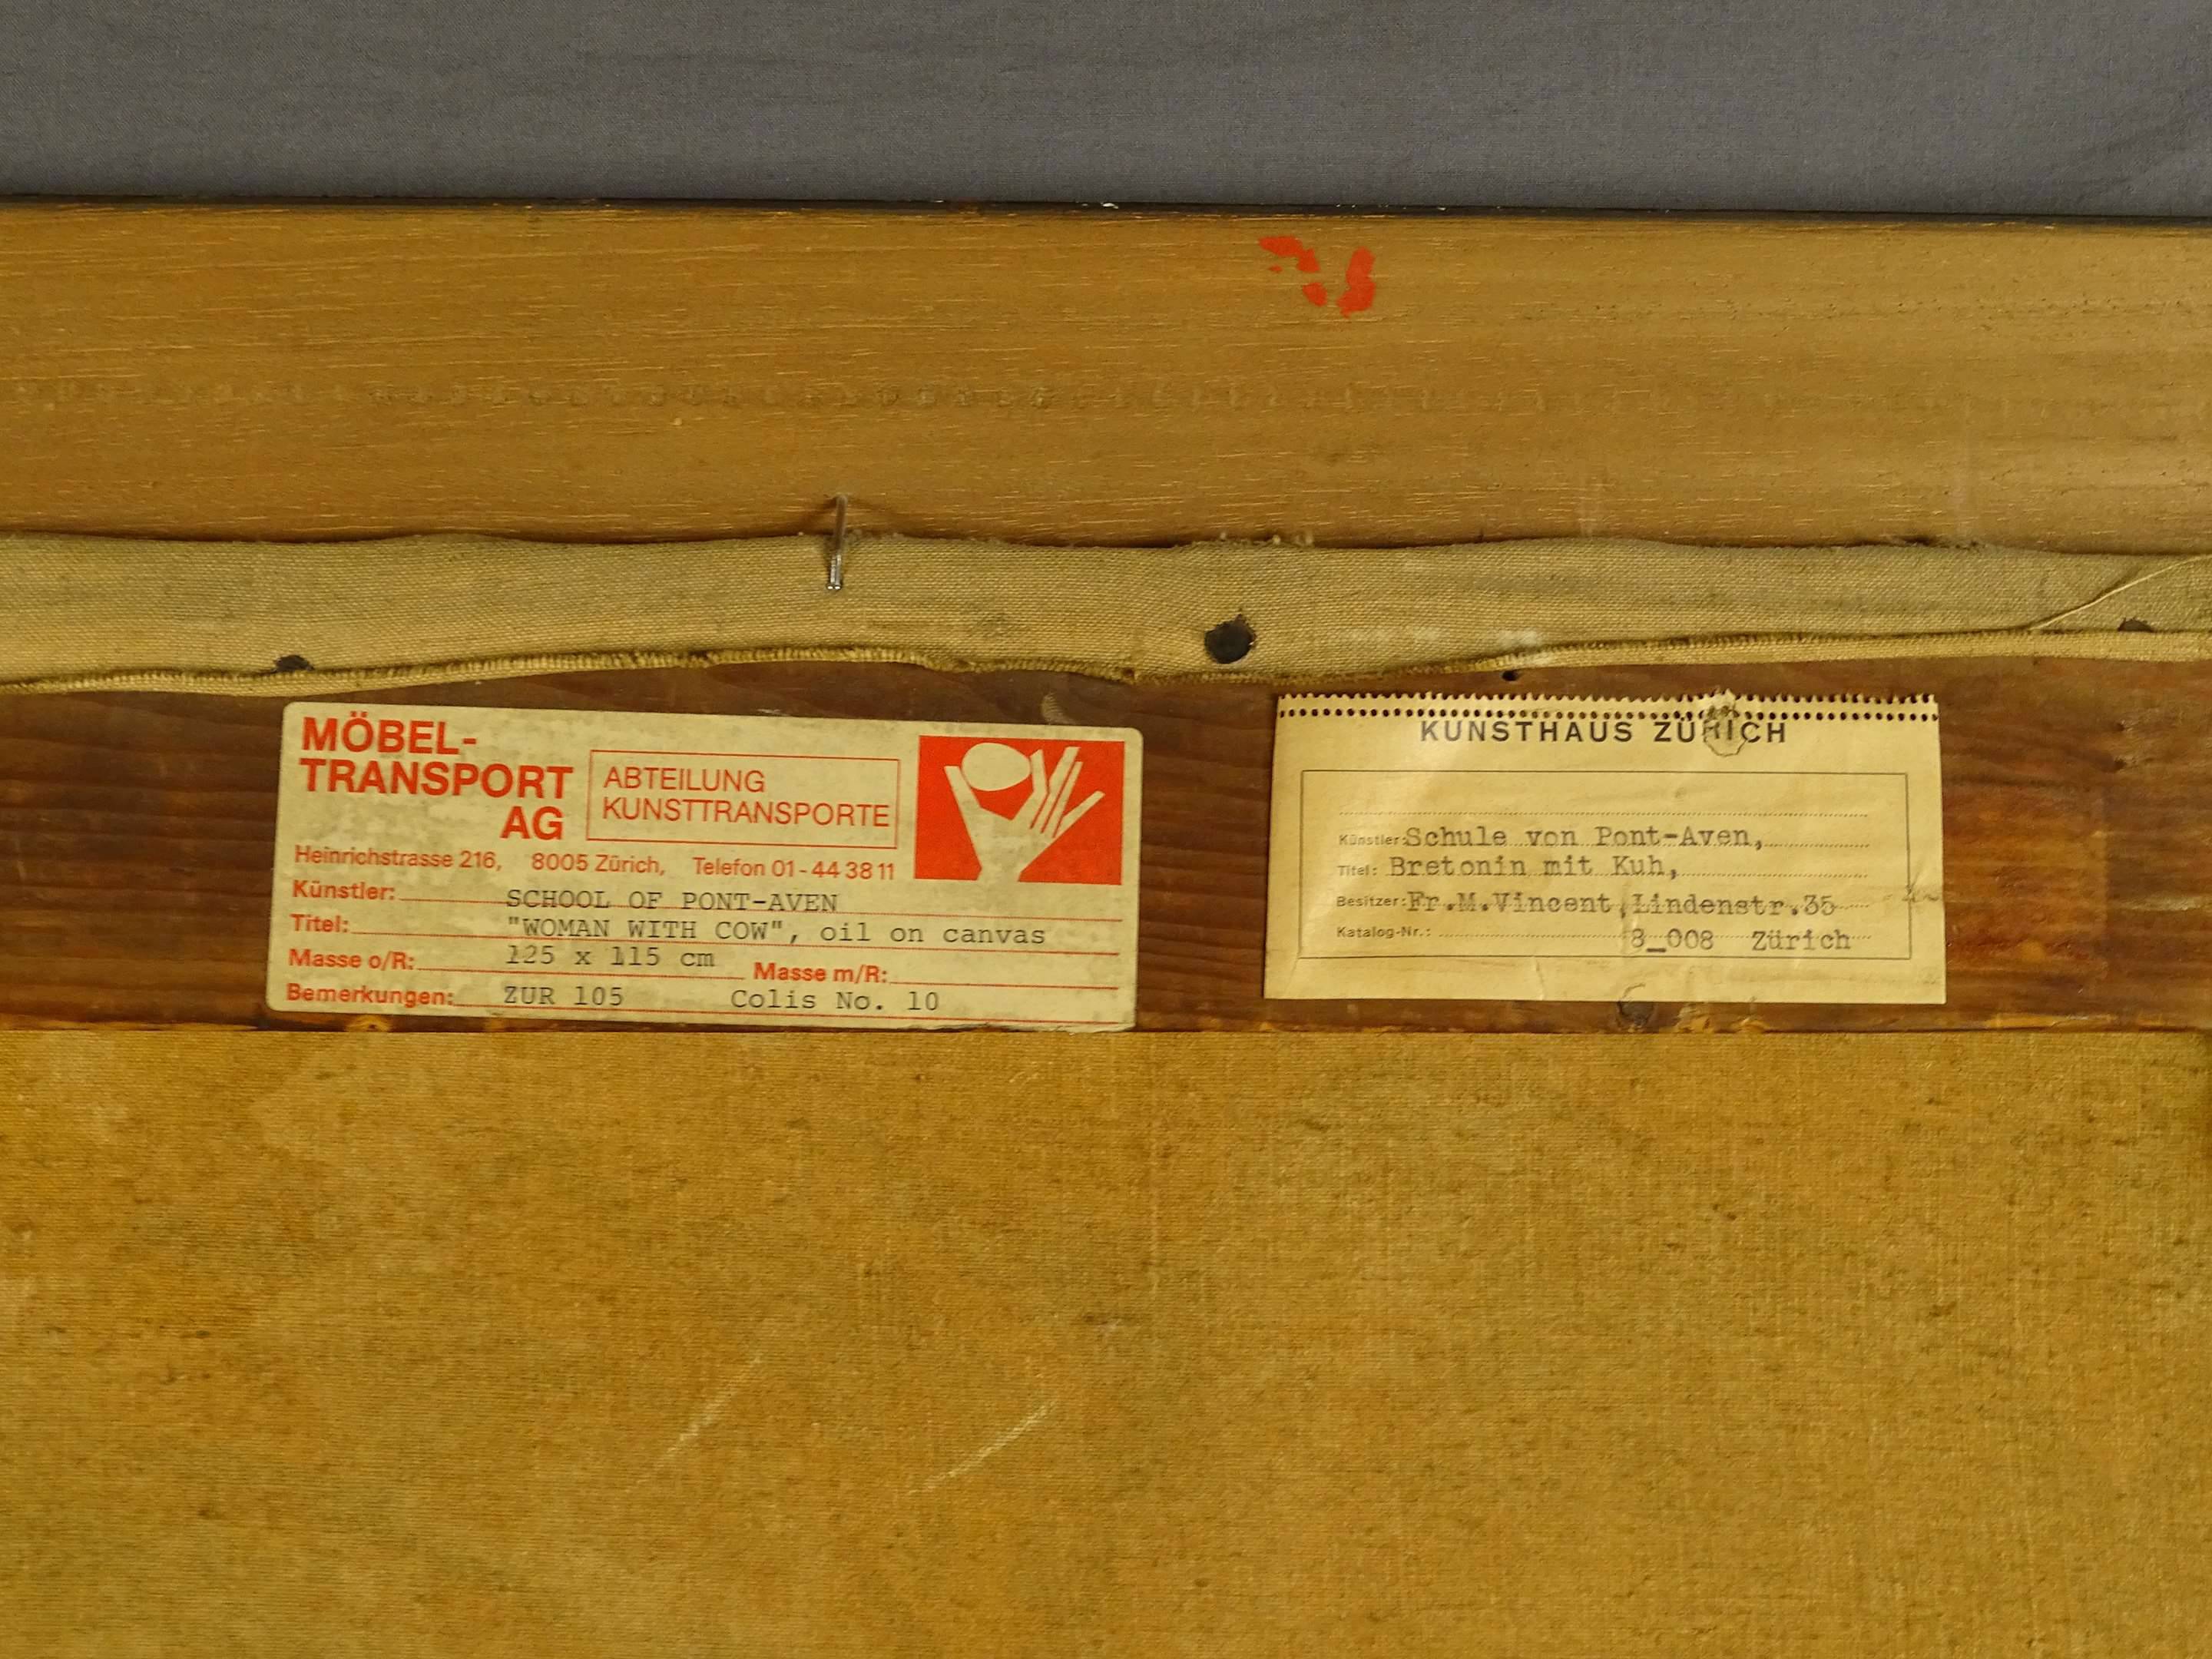 MÖBEL-
TRANSPORT
AG
ABTEILUNG
KUNSTTRANSPORTE
Heinrichstrasse 216, 8005 Zürich, Telefon 01-44 38 11
Künstler: SCHOOL OF PONT-AVEN
Titel: "WOMAN WITH COW", oil on canvas
Masse o/R: 125 x 115 cm Masse m/R:
Bemerkungen: ZUR 105 Colis No. 10
KUNSTHAUS ZÜRICH
Künstler: Schule von Pont-Aven,
Titel: Bretonin mit Kuh,
Besitzer: Fr.M.Vincent, Lindenstr.35
Katalog-Nr.: 8_008 Zürich